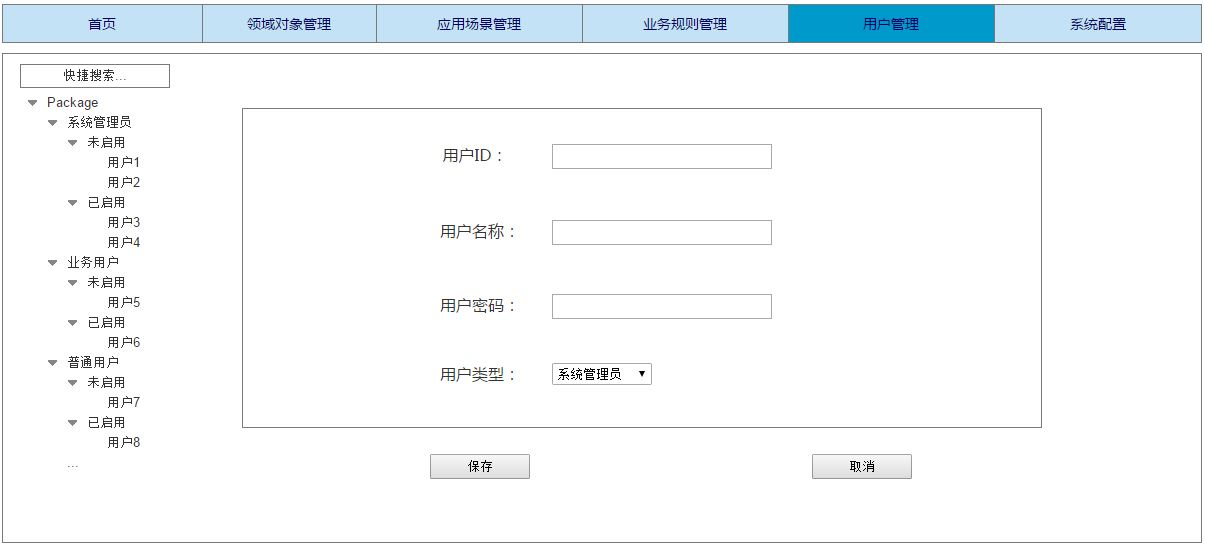 首页 领域对象管理 应用场景管理 业务规则管理 用户管理 系统配置
快捷搜索...
Package
系统管理员
未启用
用户1
用户2
已启用
用户3
用户4
业务用户
未启用
用户5
已启用
用户6
普通用户
未启用
用户7
已启用
用户8
...
用户ID：
用户名称：
用户密码：
用户类型： 系统管理员
保存 取消